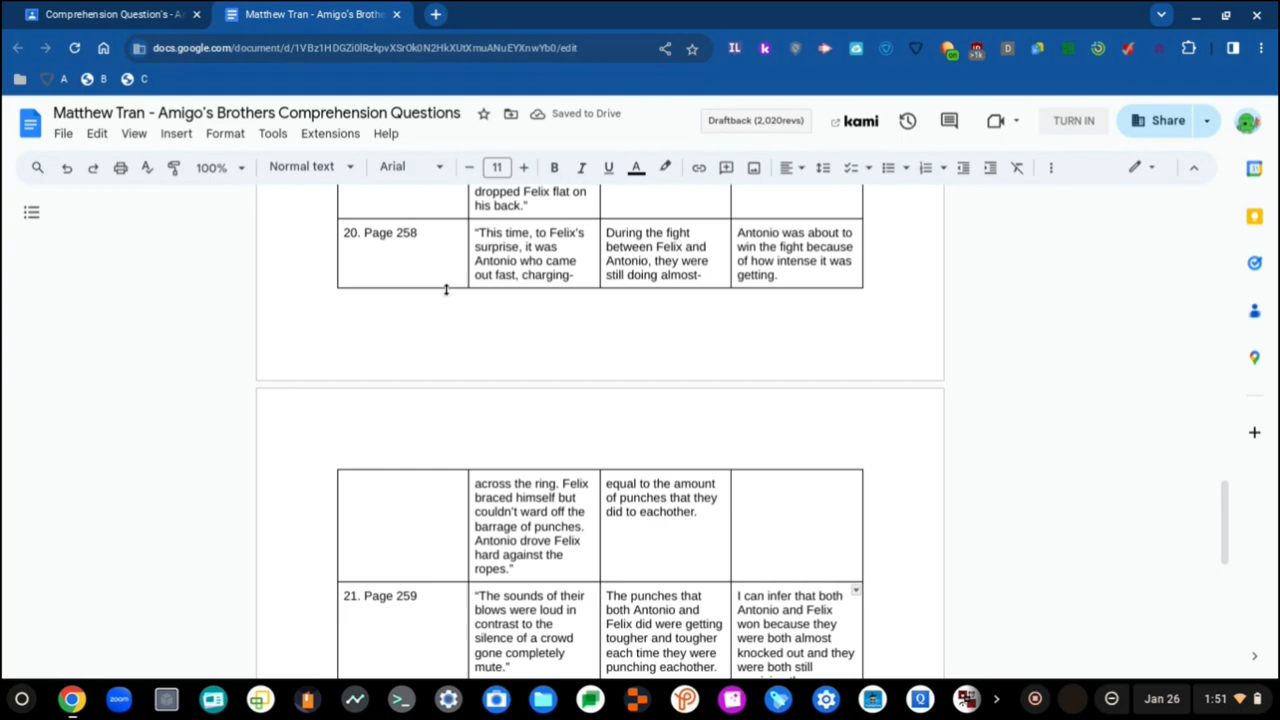 Comprehension Question's - A
Matthew Tran - Amigo's Brothe
docs.google.com/document/d/1VBz1HDGZi0lRzkpvXSrOk0N2HkXUtXmuANuEYXnwYb0/edit
A
B
C
Matthew Tran - Amigo's Brothers Comprehension Questions
Saved to Drive
File Edit View Insert Format Tools Extensions Help
Draftback (2,020revs)
kami
TURN IN
Share
100%
Normal text
Arial
11
dropped Felix flat on
his back."
20. Page 258
"This time, to Felix's
surprise, it was
Antonio who came
out fast, charging-
During the fight
between Felix and
Antonio, they were
still doing almost-
Antonio was about to
win the fight because
of how intense it was
getting.
across the ring. Felix
braced himself but
couldn't ward off the
barrage of punches.
Antonio drove Felix
hard against the
ropes."
equal to the amount
of punches that they
did to eachother.
21. Page 259
"The sounds of their
blows were loud in
contrast to the
silence of a crowd
gone completely
mute."
The punches that
both Antonio and
Felix did were getting
tougher and tougher
each time they were
punching eachother.
I can infer that both
Antonio and Felix
won because they
were both almost
knocked out and they
were both still
zoom
Jan 26
1:51